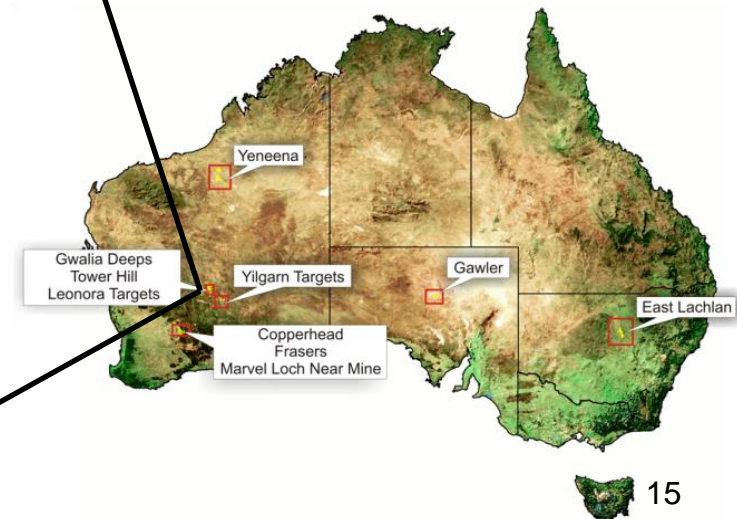 Yeneena
Gwalia Deeps
Tower Hill
Leonora Targets
Yilgarn Targets
Gawler
East Lachlan
Copperhead
Frasers
Marvel Loch Near Mine
15